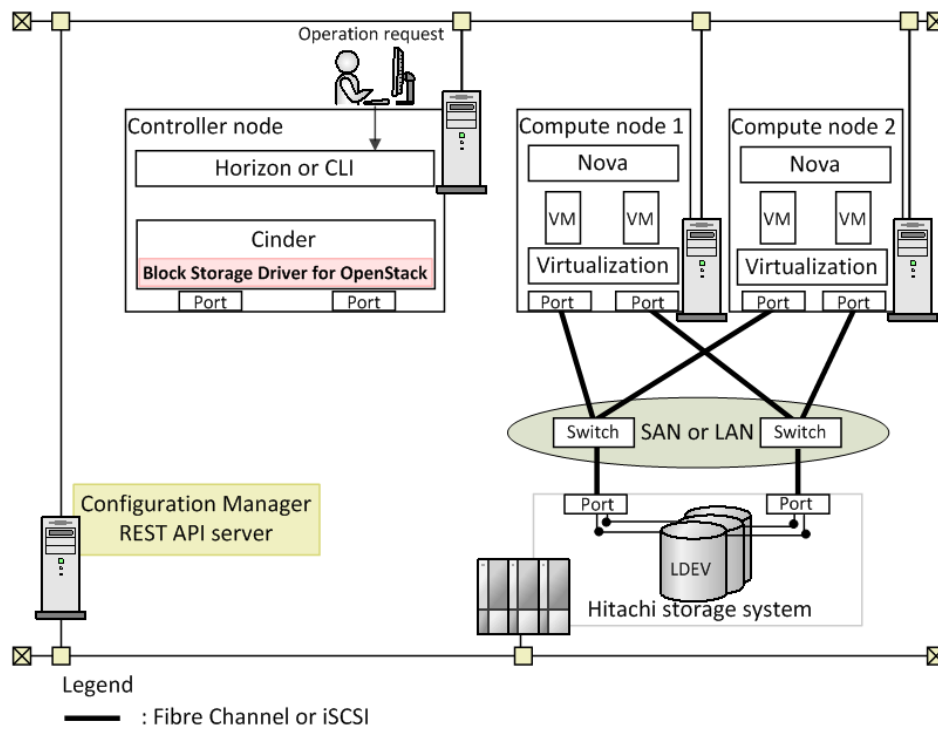 Operation request
Controller node
Horizon or CLI
Cinder
Block Storage Driver for OpenStack
Port
Port
Compute node 1
Nova
VM
VM
Virtualization
Port
Port
Compute node 2
Nova
VM
VM
Virtualization
Port
Port
Switch
SAN or LAN
Switch
Configuration Manager
REST API server
Port
Port
LDEV
Hitachi storage system
Legend
: Fibre Channel or iSCSI